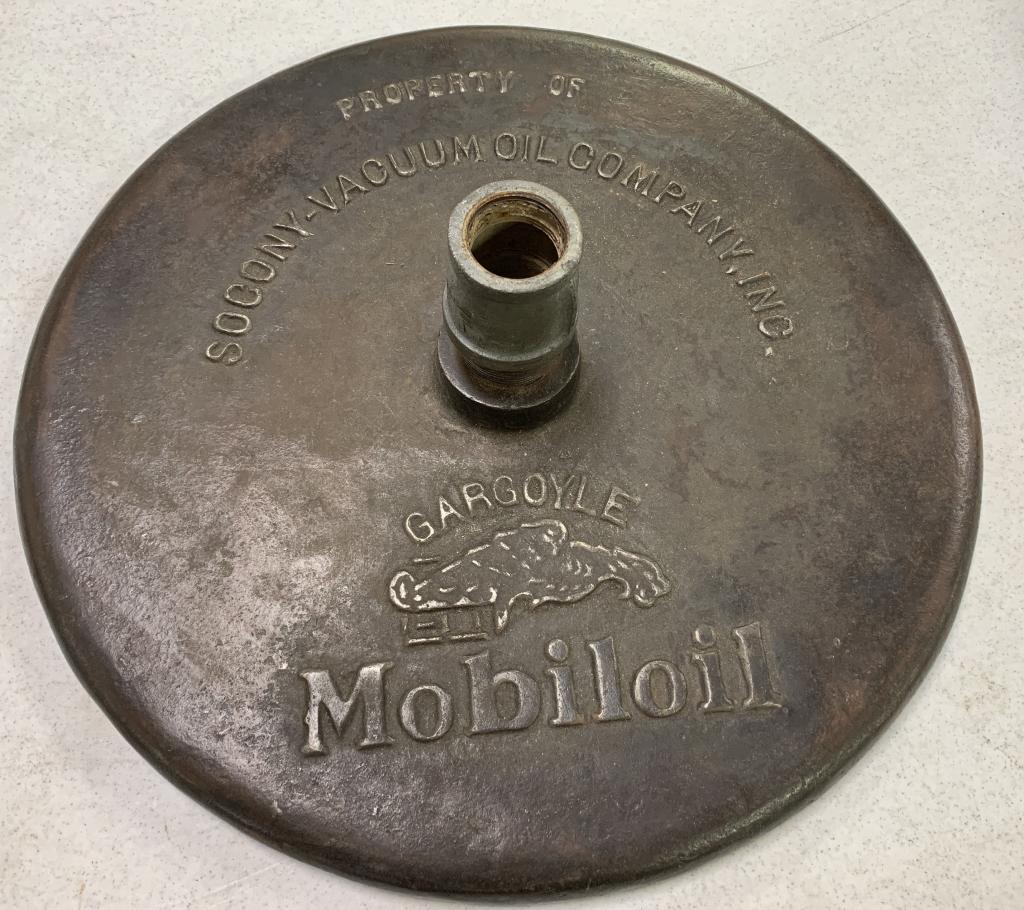 PROPERTY OF
SOCONY-VACUUM OIL COMPANY, INC.
GARGOYLE
Mobiloil